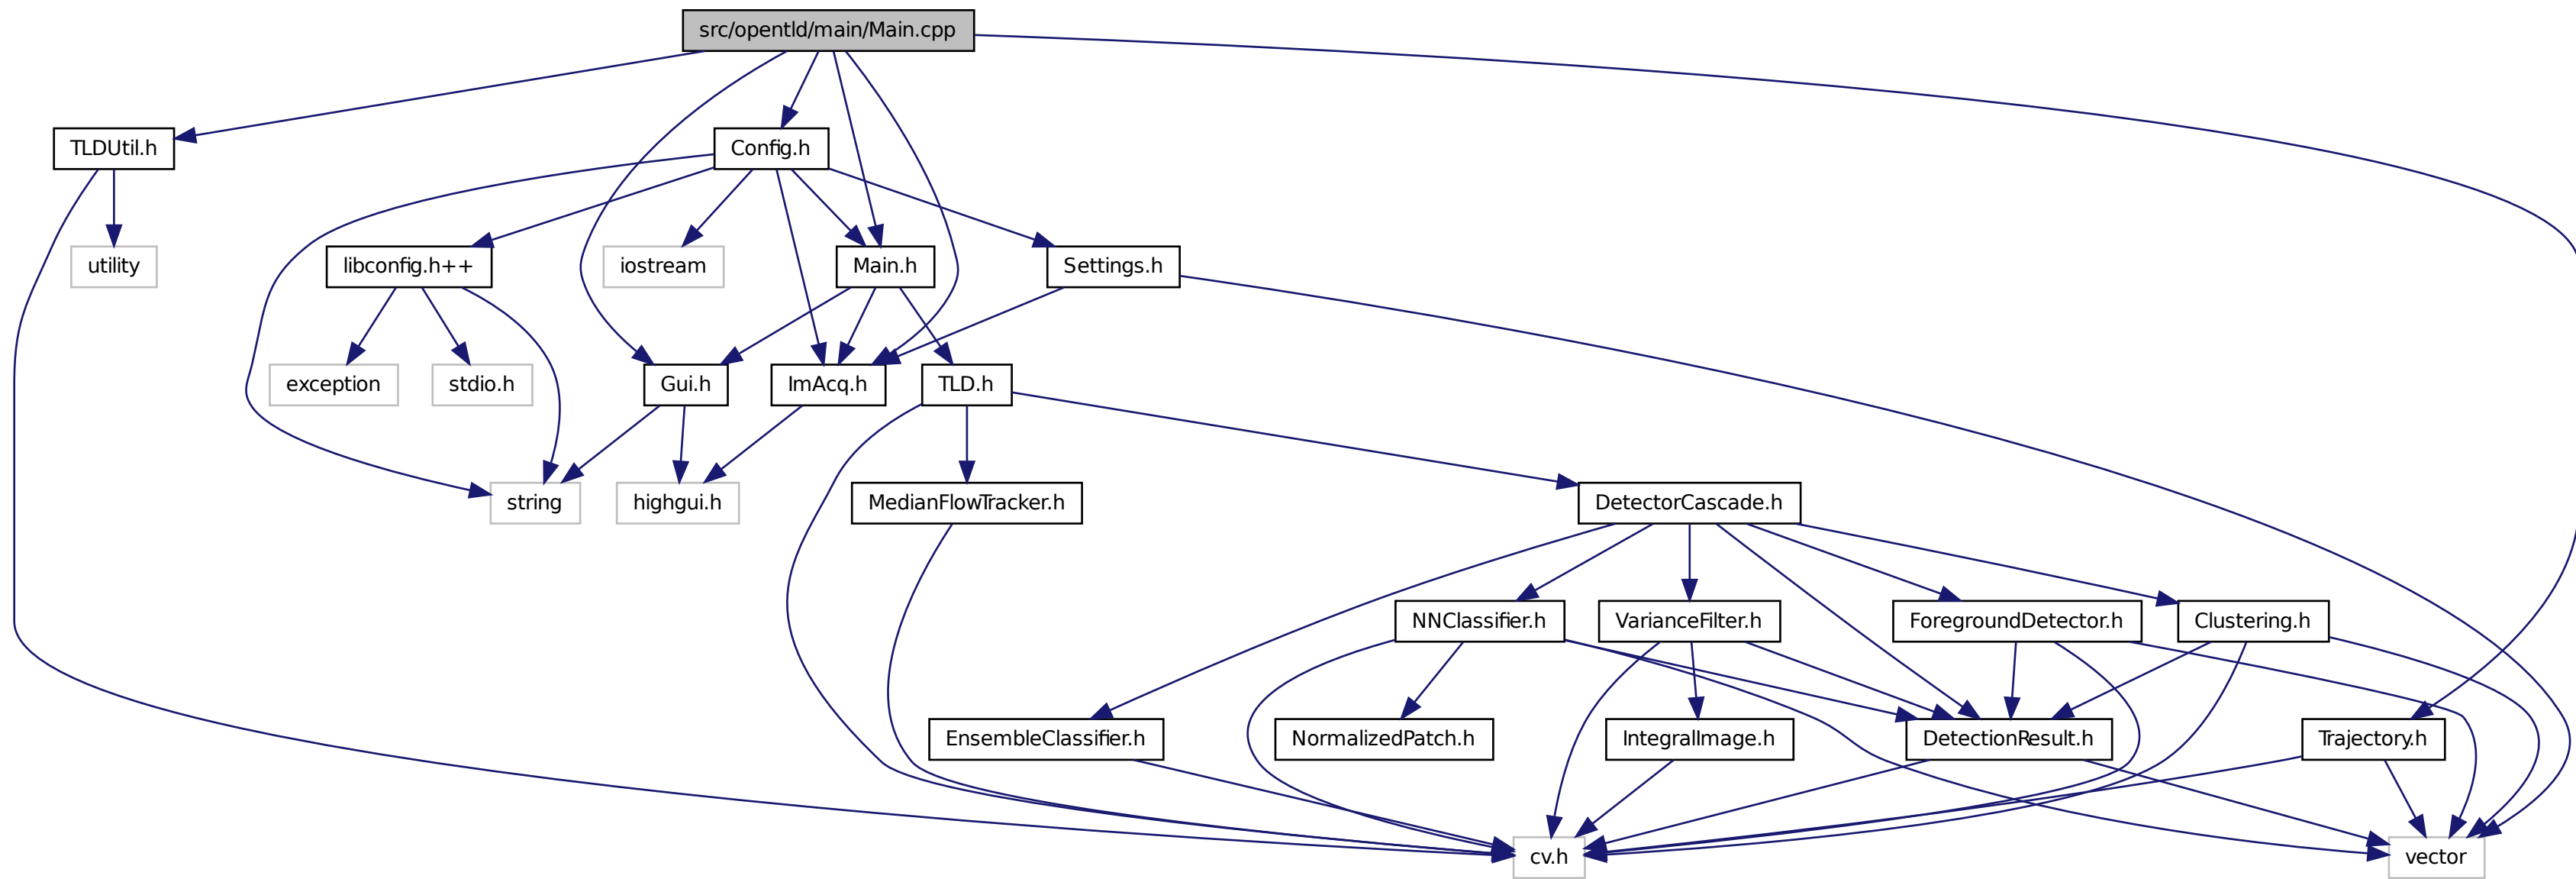 src/opentld/main/Main.cpp
TLDUtil.h
Config.h
utility
libconfig.h++
iostream
Main.h
Settings.h
exception
stdio.h
Gui.h
ImAcq.h
TLD.h
string
highgui.h
MedianFlowTracker.h
DetectorCascade.h
NNClassifier.h
VarianceFilter.h
ForegroundDetector.h
Clustering.h
EnsembleClassifier.h
NormalizedPatch.h
IntegralImage.h
DetectionResult.h
Trajectory.h
cv.h
vector